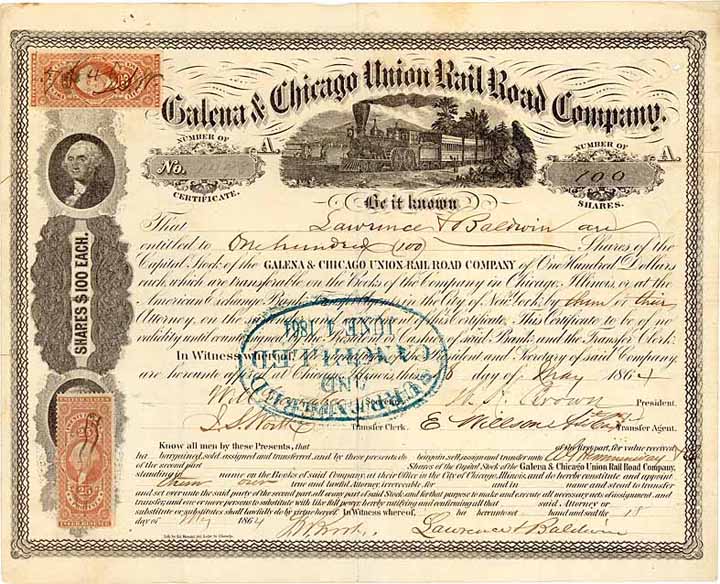 Galena & Chicago Union Rail Road Company.
NUMBER OF
No.
CERTIFICATE.
A.
NUMBER OF
100
SHARES.
A.
Be it known
That Lawrence & Baldwin are
entitled to One hundred (100) Shares of the
Capital Stock of the GALENA & CHICAGO UNION RAIL ROAD COMPANY of One Hundred Dollars
each, which are transferable on the Books of the Company in Chicago, Illinois, or at the
American Exchange Bank in the City of New York, by them or their
Attorney, on the surrender of this Certificate. This Certificate to be of no
validity until countersigned by the President or Cashier of said Bank and the Transfer Clerk.
In Witness whereof, the President and Secretary of said Company,
are hereunto affixed at Chicago, Illinois, this day of May 1864
President
Transfer Clerk. E Willson Transfer Agent.
SHARES $100 EACH.
SURRENDERED
AND
CANCELLED
JUNE 4 1864
25
Know all men by these Presents, that of the first part, for value received
ha bargained, sold, assigned and transferred, and by these presents do bargain, sell, assign and transfer unto
of the second part Shares of the Capital Stock of the Galena & Chicago Union Rail Road Company,
standing in name on the Books of said Company, at their Office in the City of Chicago, Illinois, and do hereby constitute and appoint
true and lawful Attorney irrevocable, for and in name and stead to transfer
and set over unto the said party of the second part all or any part of said Stock and for that purpose to make and execute all necessary acts of assignment and
transfer, and one or more persons to substitute with like full power, hereby ratifying and confirming all that said Attorney or
substitute or substitutes shall lawfully do by virtue hereof. In Witness whereof, ha hereunto set hand and seal the 18
day of May 1864 Lawrence & Baldwin